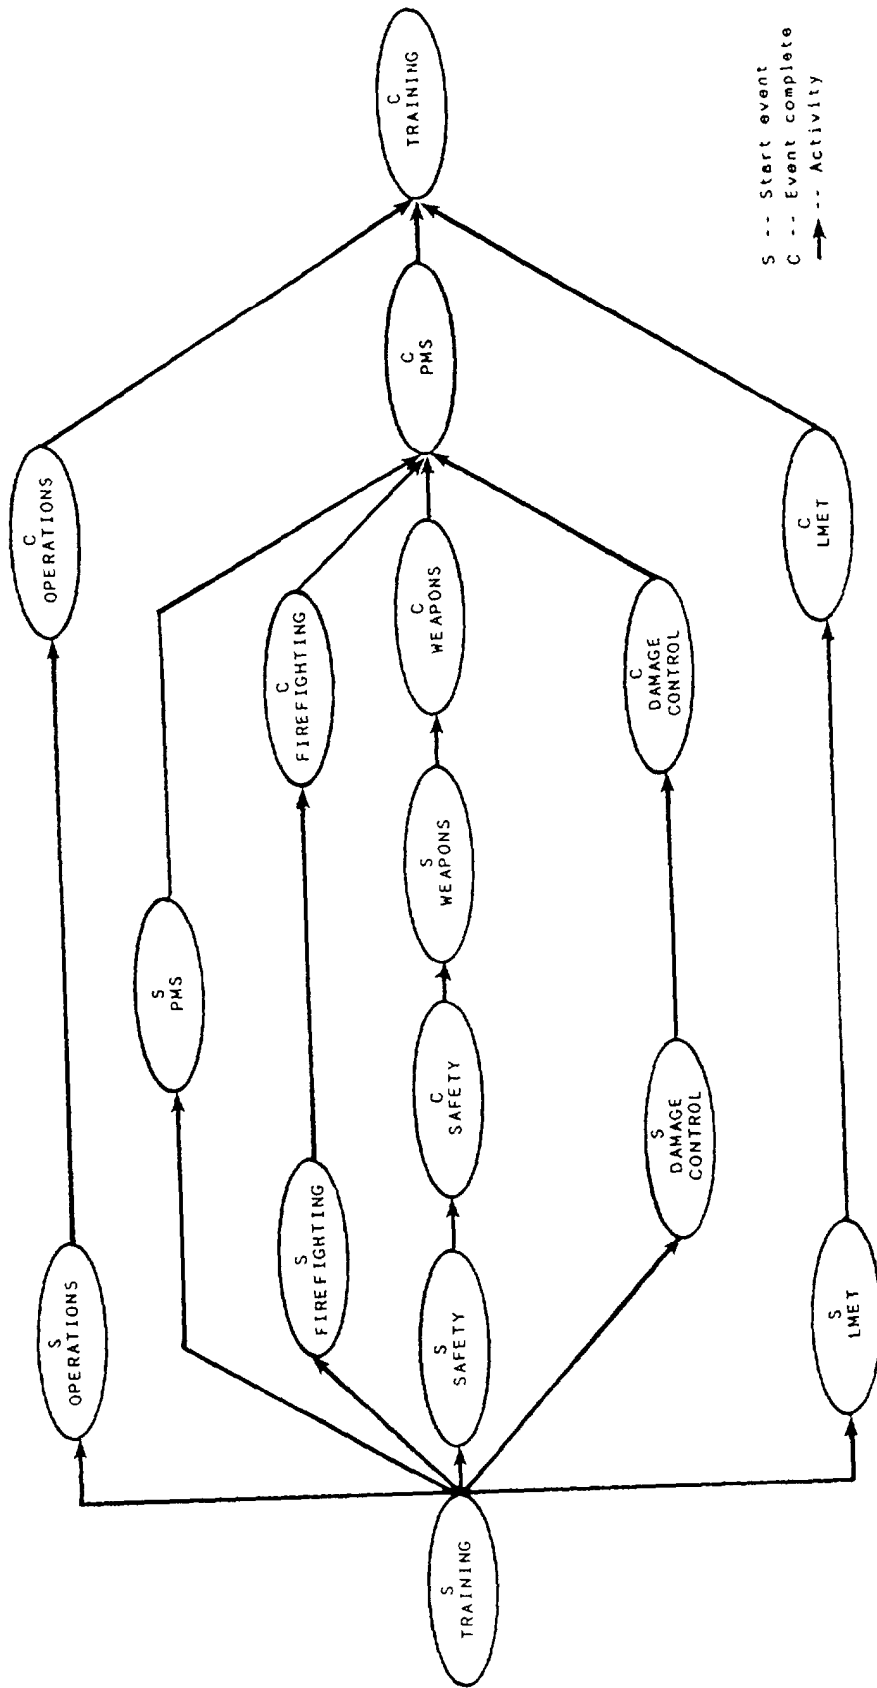 S
TRAINING
S
OPERATIONS
C
OPERATIONS
S
PMS
S
FIREFIGHTING
C
FIREFIGHTING
S
SAFETY
C
SAFETY
S
WEAPONS
C
WEAPONS
C
PMS
C
TRAINING
S
DAMAGE
CONTROL
C
DAMAGE
CONTROL
S
LMET
C
LMET
S -- Start event
C -- Event complete
-- Activity